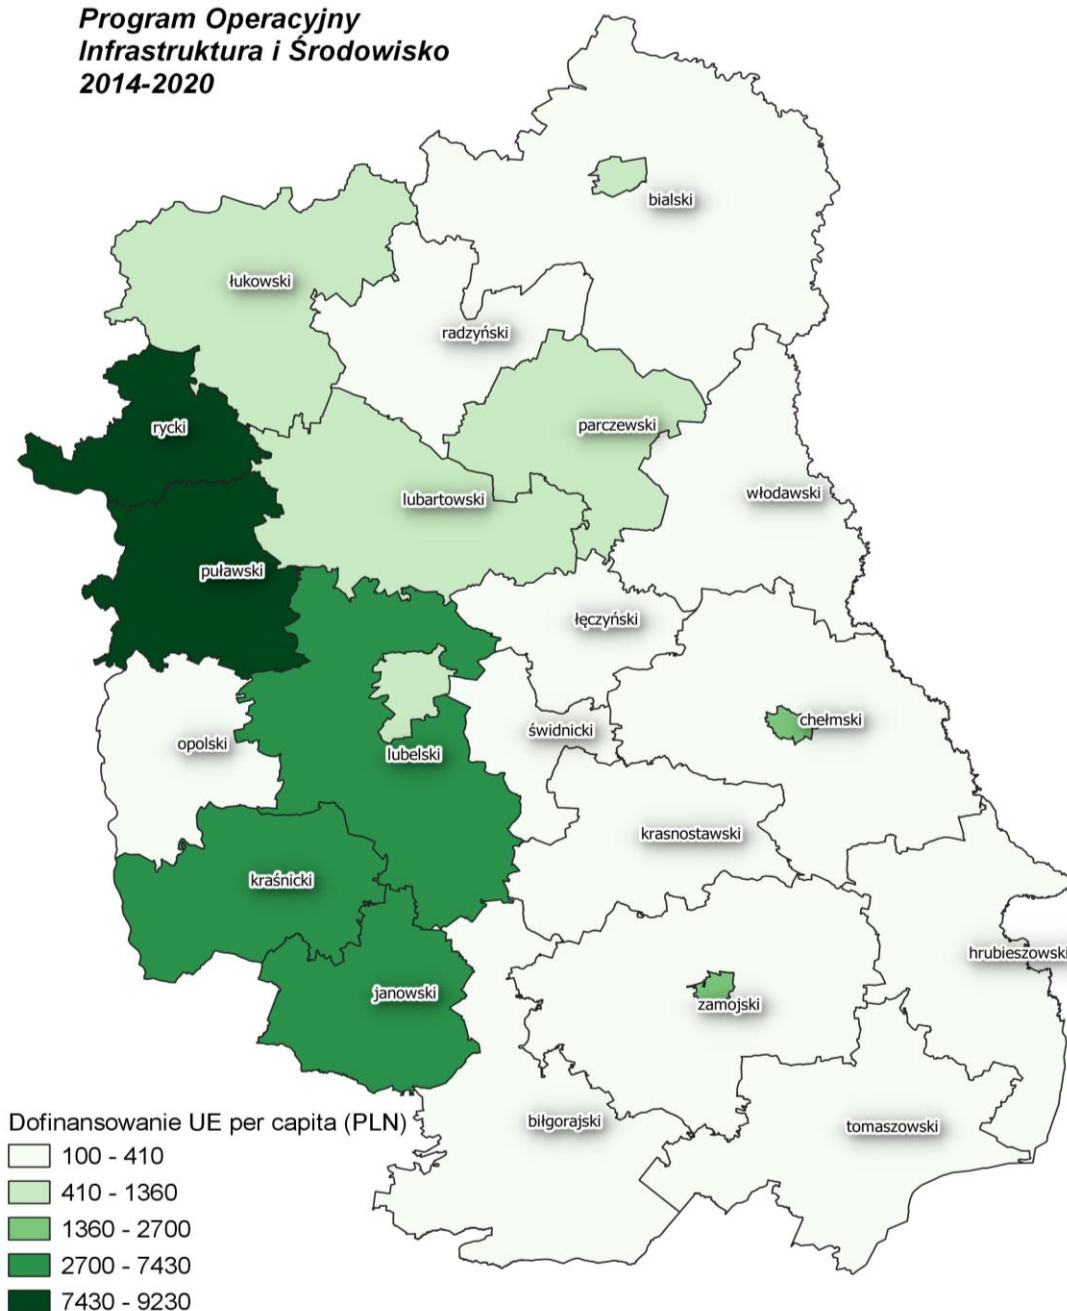 Program Operacyjny
Infrastruktura i Środowisko
2014-2020
bialski
łukowski
radzyński
rycki
parczewski
lubartowski
włodawski
puławski
łęczyński
chełmski
świdnicki
opolski
lubelski
krasnostawski
kraśnicki
hrubieszowski
janowski
zamojski
biłgorajski
tomaszowski
Dofinansowanie UE per capita (PLN)
100 - 410
410 - 1360
1360 - 2700
2700 - 7430
7430 - 9230